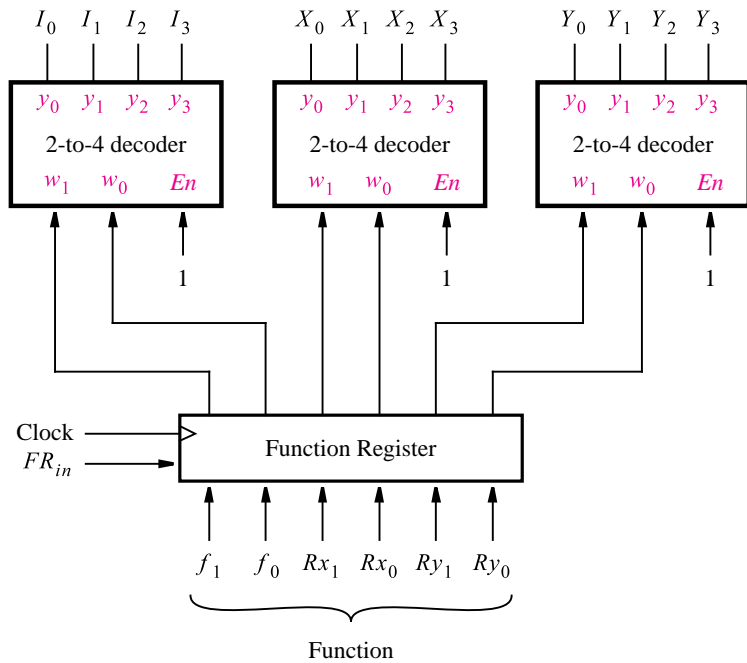 I0 I1 I2 I3 X0 X1 X2 X3 Y0 Y1 Y2 Y3
y0 y1 y2 y3 y0 y1 y2 y3 y0 y1 y2 y3
2-to-4 decoder 2-to-4 decoder 2-to-4 decoder
w1 w0 En w1 w0 En w1 w0 En
1 1 1
Clock
Function Register
FRin
f1 f0 Rx1 Rx0 Ry1 Ry0
Function